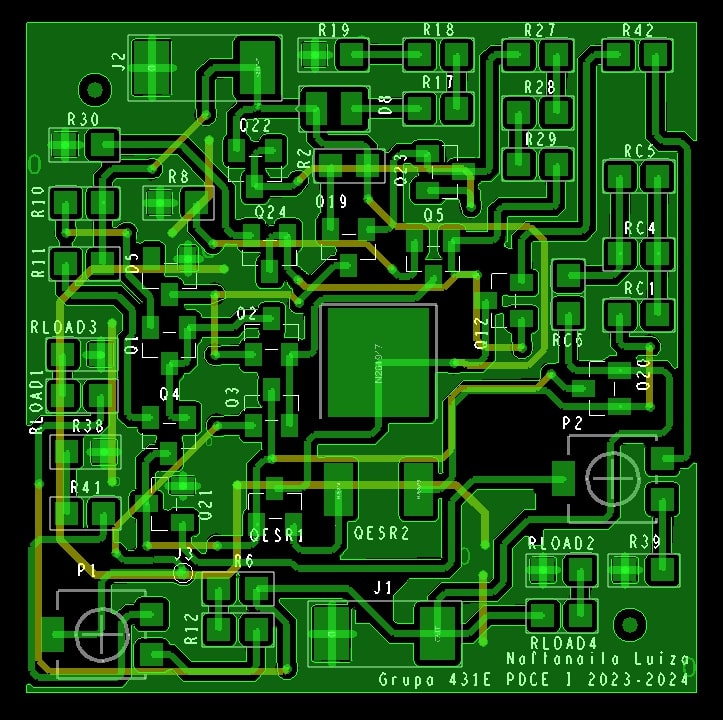 R19
R18
R27
R42
J2
R17
R28
D8
R30
Q22
R29
R2
Q23
RC5
R8
Q19
R10
Q24
Q5
RC4
R11
D5
RC1
Q2
RLOAD3
Q1
Q12
RC6
Q20
RLOAD1
Q4
Q3
P2
R38
R41
Q21
QESR1
QESR2
J3
RLOAD2
R39
P1
R6
J1
R12
RLOAD4
Naftanaila Luiza
Grupa 431E PDCE I 2023-2024